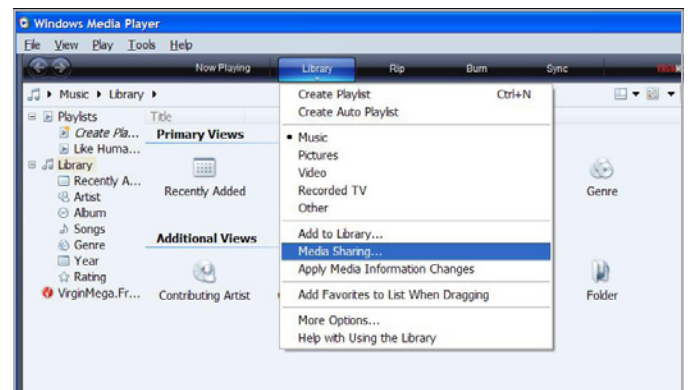 Windows Media Player
File View Play Tools Help
Now Playing Library Rip Burn Sync
Music Library
Create Playlist Ctrl+N
Create Auto Playlist
Music
Pictures
Video
Recorded TV
Other
Add to Library...
Media Sharing...
Apply Media Information Changes
Add Favorites to List When Dragging
More Options...
Help with Using the Library
Playlists
Create Pla...
Like Huma...
Library
Recently A...
Artist
Album
Songs
Genre
Year
Rating
VirginMega.Fr...
Title
Primary Views
Recently Added
Genre
Additional Views
Contributing Artist
Folder